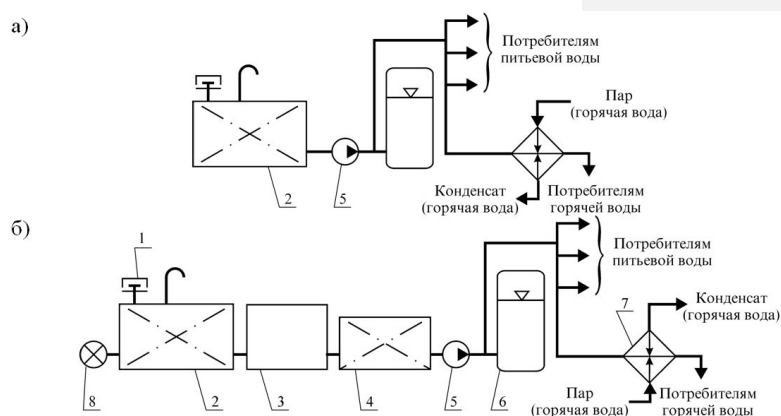 а)
Потребителям
питьевой воды
Пар
(горячая вода)
2
5
Конденсат
(горячая вода)
Потребителям
горячей воды
б)
1
Потребителям
питьевой воды
7
Конденсат
(горячая вода)
8
2
3
4
5
6
Пар
(горячая вода)
Потребителям
горячей воды